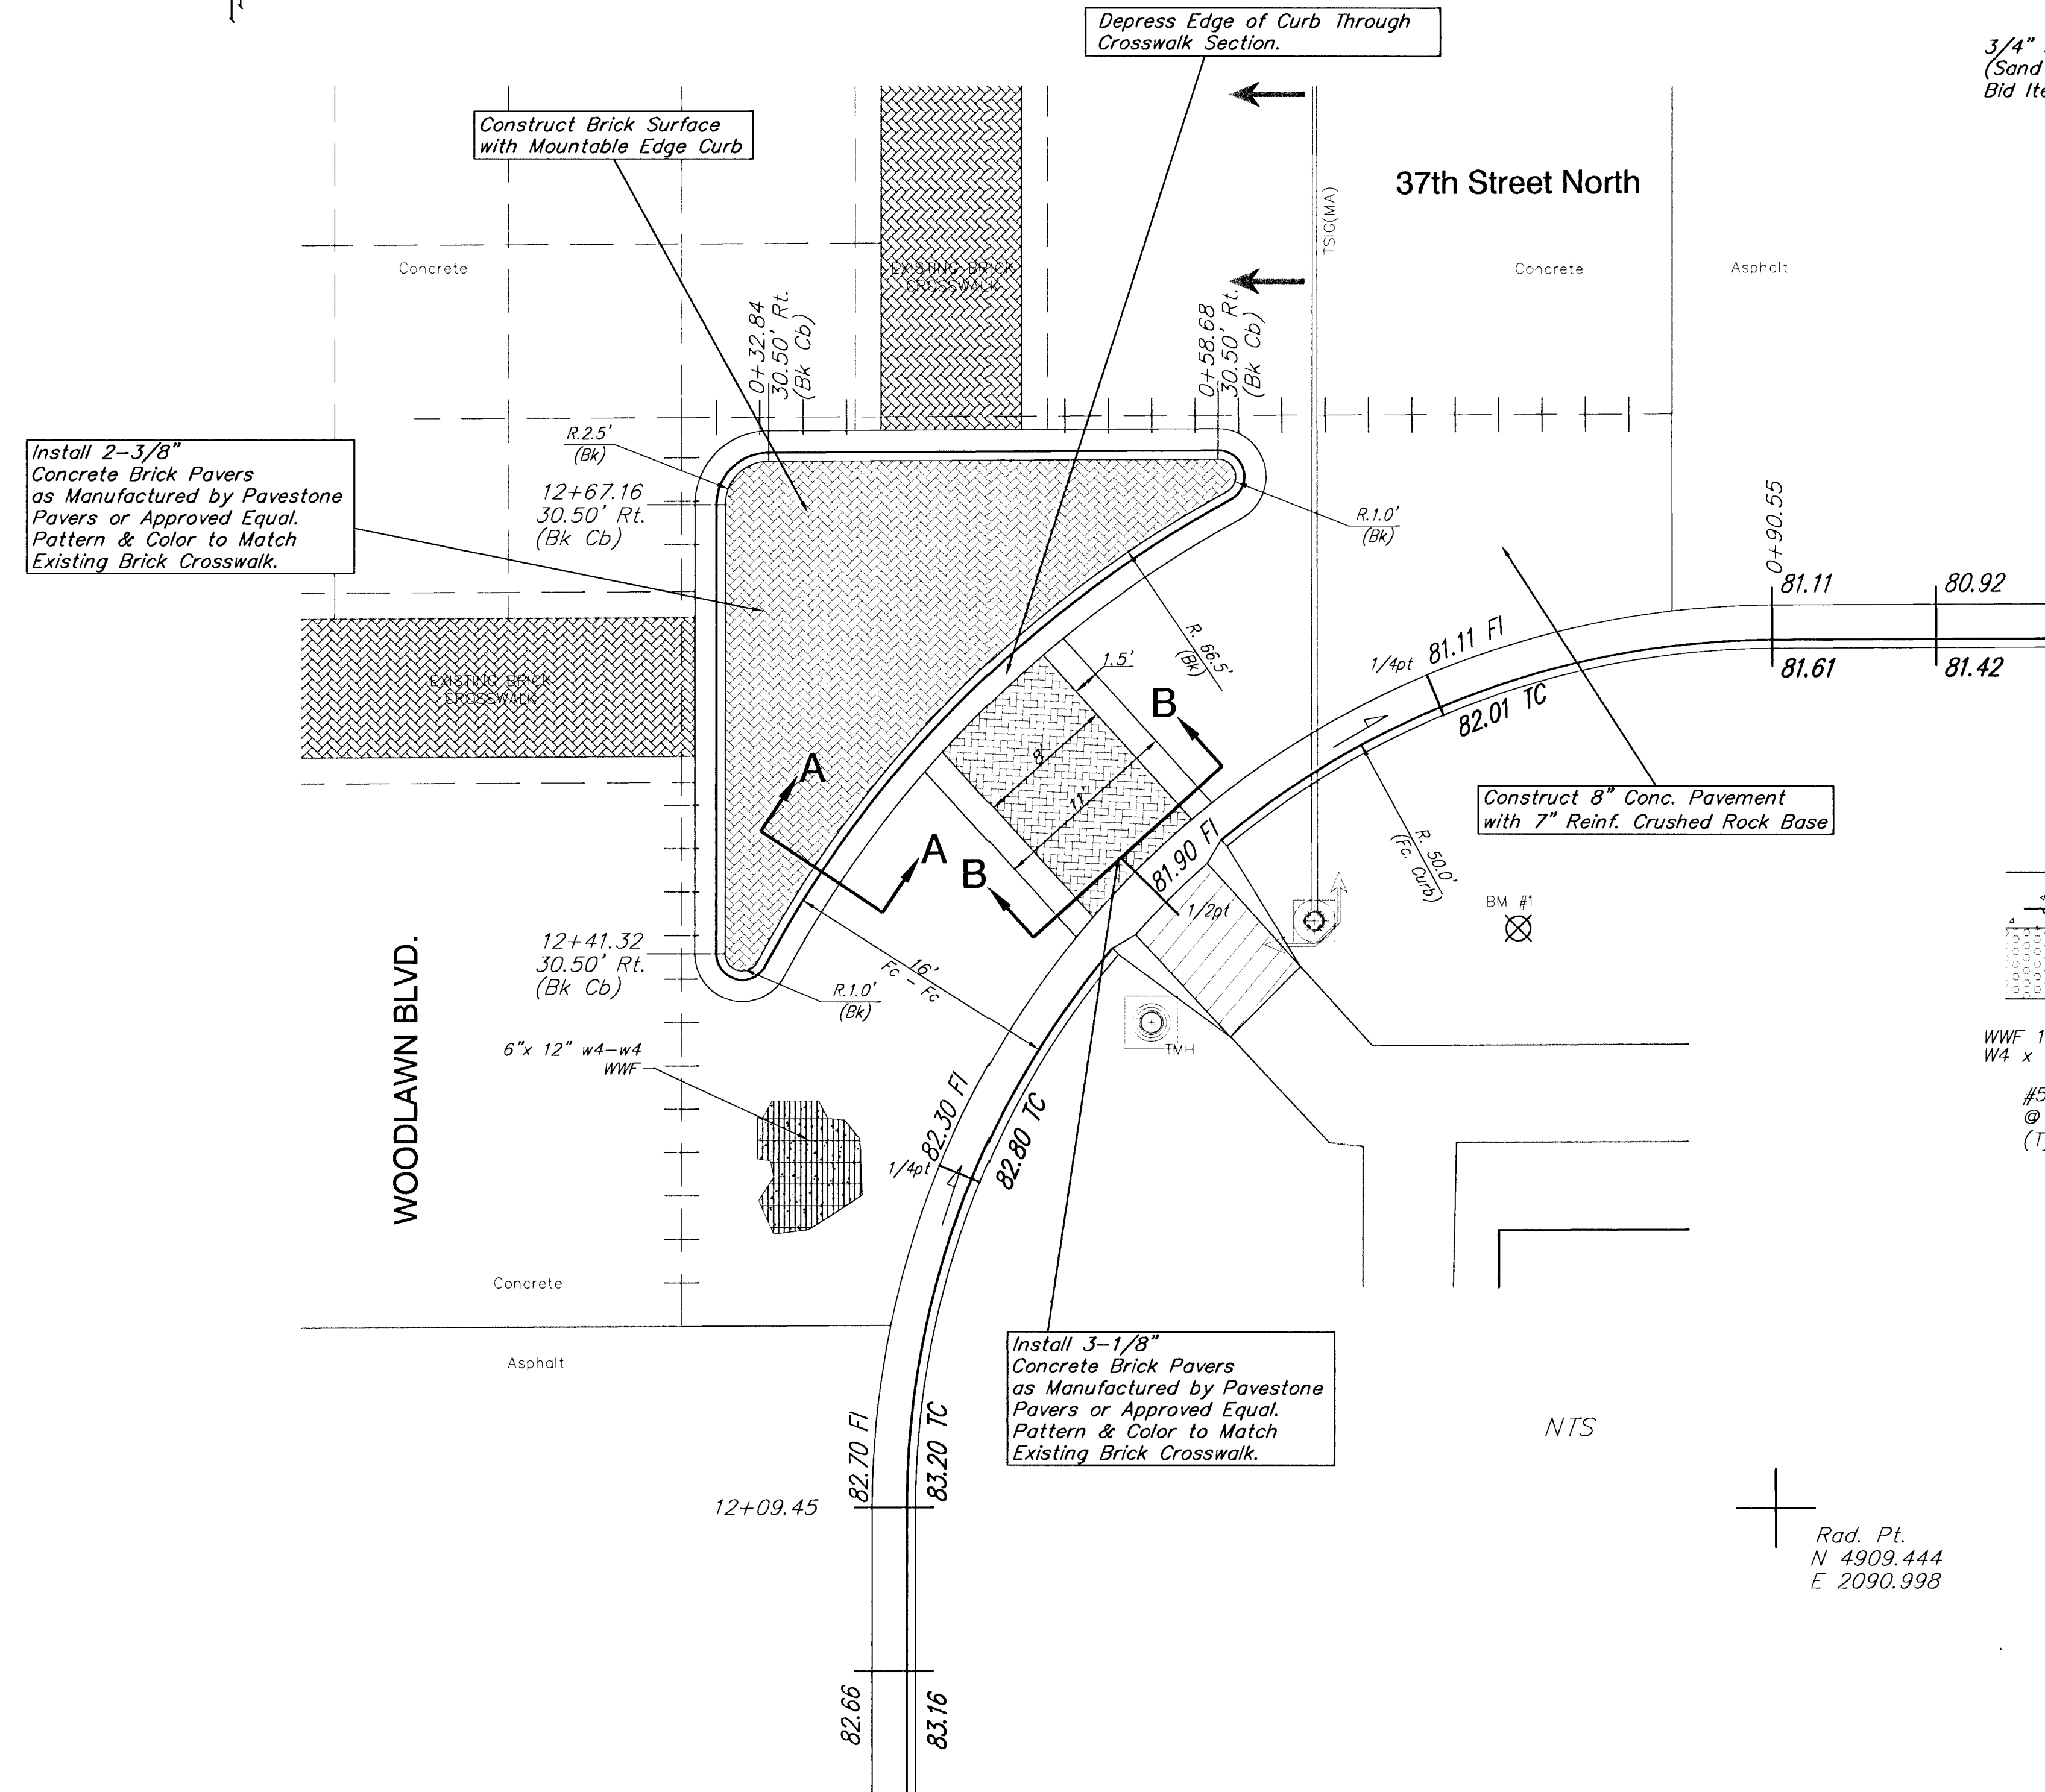 Depress Edge of Curb Through
Crosswalk Section.
3/4"
(Sand
Bid Ite
Construct Brick Surface
with Mountable Edge Curb
37th Street North
TSIG(MA)
Concrete
EXISTING BRICK
CROSSWALK
Concrete
Asphalt
0+32.84
30.50' Rt.
(Bk Cb)
0+58.68
30.50' Rt.
(Bk Cb)
Install 2-3/8"
Concrete Brick Pavers
as Manufactured by Pavestone
Pavers or Approved Equal.
Pattern & Color to Match
Existing Brick Crosswalk.
R.2.5'
(Bk)
12+67.16
30.50' Rt.
(Bk Cb)
R.1.0'
(Bk)
0+90.55
81.11
80.92
81.61
81.42
R. 66.5'
(Bk)
1/4pt
81.11 Fl
82.01 TC
1.5'
EXISTING BRICK
CROSSWALK
B
8'
11'
A
A
B
81.90 Fl
1/2pt
Construct 8" Conc. Pavement
with 7" Reinf. Crushed Rock Base
R. 50.0'
(Fc. Curb)
BM #1
WOODLAWN BLVD.
12+41.32
30.50' Rt.
(Bk Cb)
R.1.0'
(Bk)
16'
Fc - Fc
TMH
6"x 12" w4-w4
WWF
WWF 1
W4 x
#5
@
(T
82.30 Fl
1/4pt
82.80 TC
Concrete
Asphalt
Install 3-1/8"
Concrete Brick Pavers
as Manufactured by Pavestone
Pavers or Approved Equal.
Pattern & Color to Match
Existing Brick Crosswalk.
NTS
82.70 Fl
83.20 TC
12+09.45
Rad. Pt.
N 4909.444
E 2090.998
82.66
83.16